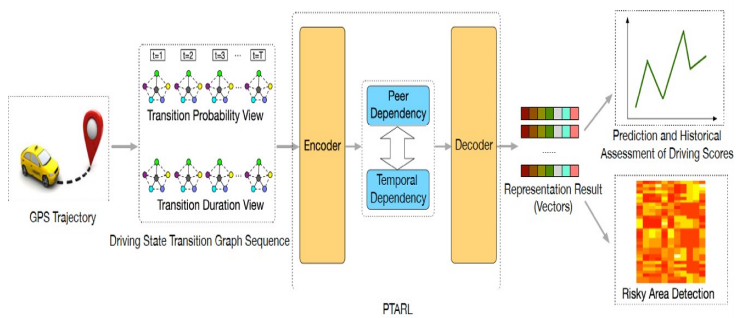 GPS Trajectory
t=1 t=2 t=3 ... t=T
Transition Probability View
Transition Duration View
Driving State Transition Graph Sequence
Encoder
Peer
Dependency
Temporal
Dependency
Decoder
PTARL
......
Representation Result
(Vectors)
Prediction and Historical
Assessment of Driving Scores
Risky Area Detection